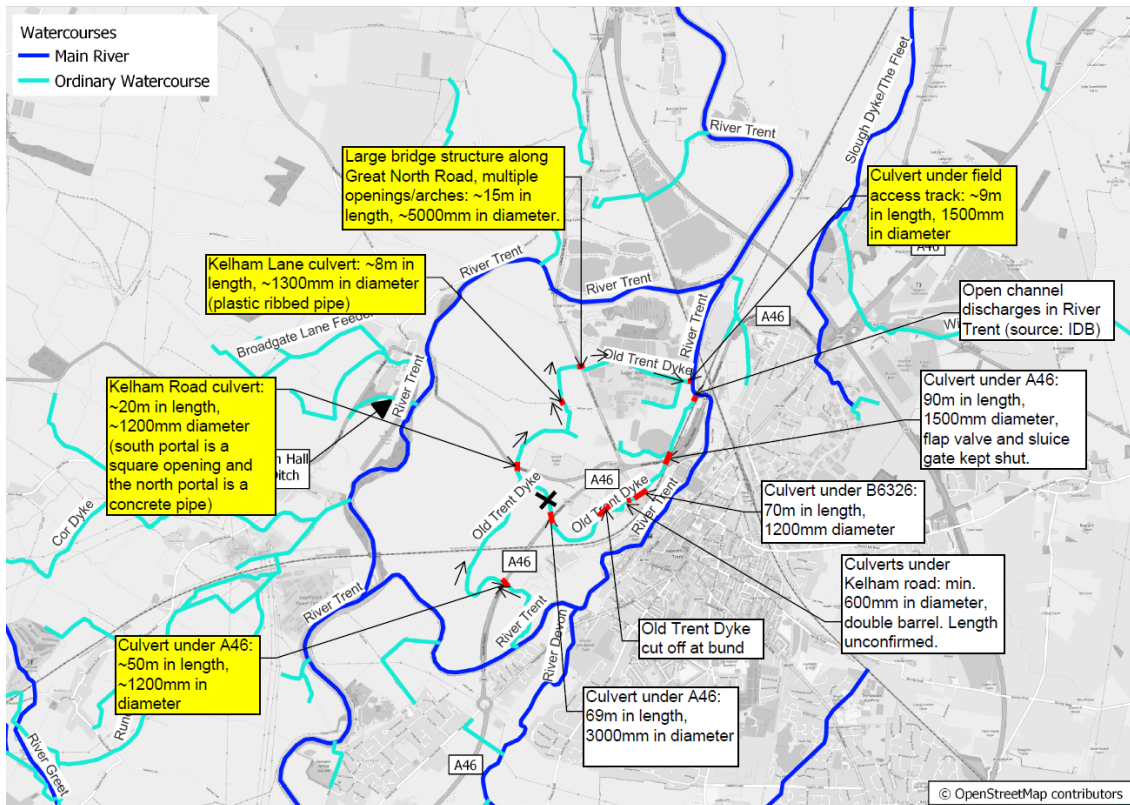 Watercourses
Main River
Ordinary Watercourse
River Trent
Slough Dyke/The Fleet
Large bridge structure along
Great North Road, multiple
openings/arches: ~15m in
length, ~5000mm in diameter.
Culvert under field
access track: ~9m
in length, 1500mm
in diameter
A46
River Trent
Kelham Lane culvert: ~8m in
length, ~1300mm in diameter
(plastic ribbed pipe)
River Trent
River Trent
A46
Open channel
discharges in River
Trent (source: IDB)
Broadgate Lane Feeder
River Trent
Old Trent Dyke
Kelham Road culvert:
~20m in length,
~1200mm diameter
(south portal is a
square opening and
the north portal is a
concrete pipe)
Culvert under A46:
90m in length,
1500mm diameter,
flap valve and sluice
gate kept shut.
Hall
Ditch
A46
Old Trent Dyke
Old Trent Dyke
River Trent
Culvert under B6326:
70m in length,
1200mm diameter
Cor Dyke
A46
River Trent
River Trent
River Devon
Culverts under
Kelham road: min.
600mm in diameter,
double barrel. Length
unconfirmed.
Old Trent Dyke
cut off at bund
Culvert under A46:
~50m in length,
~1200mm in
diameter
Culvert under A46:
69m in length,
3000mm in diameter
River Greet
A46
© OpenStreetMap contributors